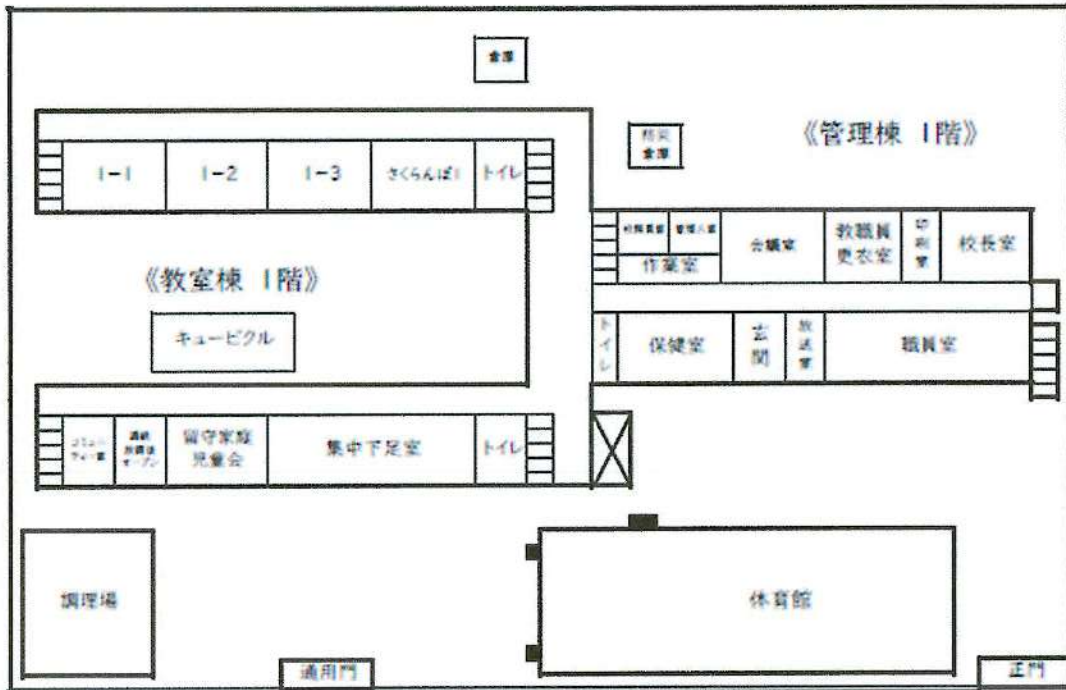 倉庫
《管理棟 1階》
倉庫
1-1
1-2
1-3
さくらんぼ1
トイレ
管理人室
作業室
会議室
教職員
更衣室
印刷室
校長室
《教室棟 1階》
キュービクル
トイレ
保健室
玄関
放送室
職員室
留守家庭
児童会
集中下足室
トイレ
調理場
体育館
通用門
正門